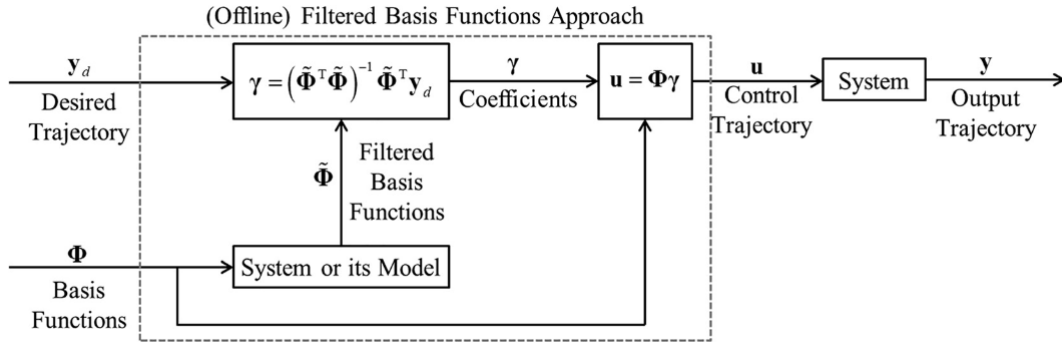 (Offline) Filtered Basis Functions Approach
y_d
Desired
Trajectory
γ = (Φ̃ᵀΦ̃)⁻¹ Φ̃ᵀy_d
γ
Coefficients
u = Φγ
u
Control
Trajectory
System
y
Output
Trajectory
Φ̃
Filtered
Basis
Functions
Φ
Basis
Functions
System or its Model